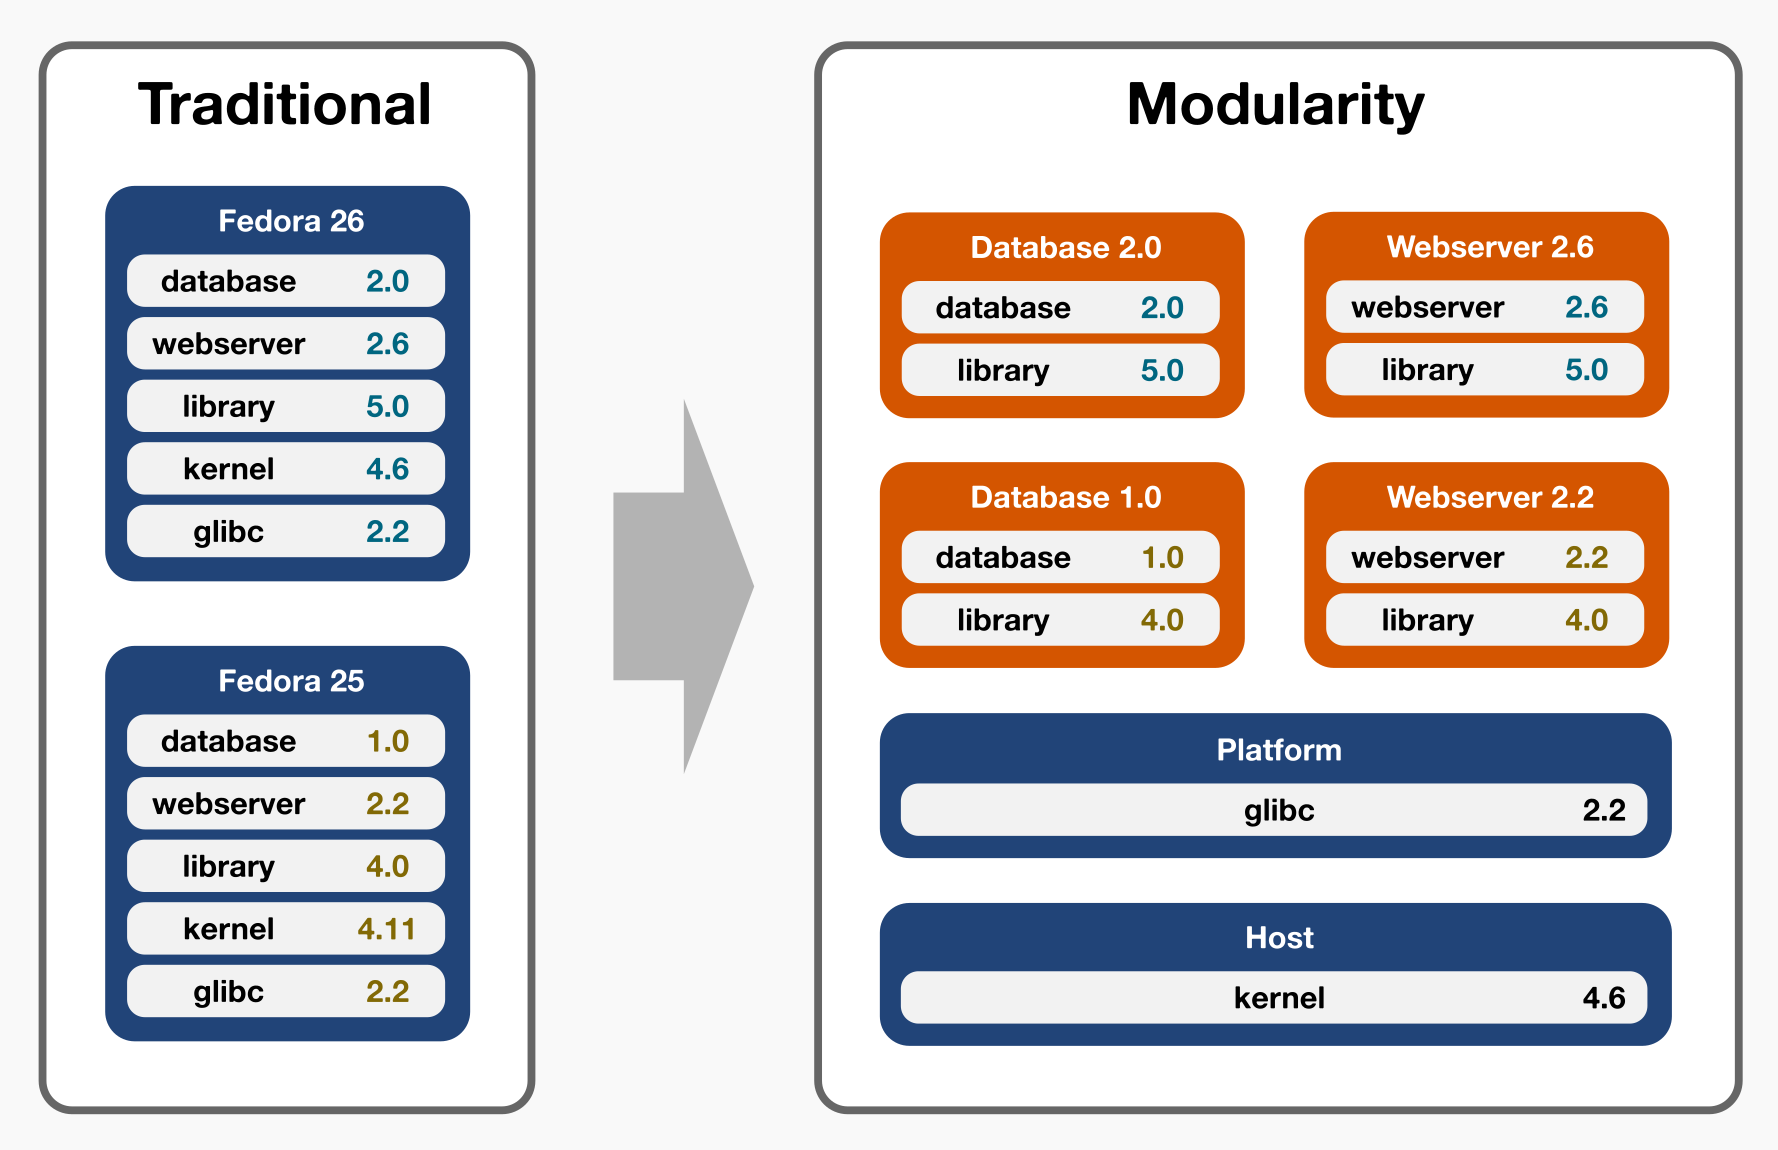 Traditional
Fedora 26
database 2.0
webserver 2.6
library 5.0
kernel 4.6
glibc 2.2
Fedora 25
database 1.0
webserver 2.2
library 4.0
kernel 4.11
glibc 2.2
Modularity
Database 2.0
database 2.0
library 5.0
Webserver 2.6
webserver 2.6
library 5.0
Database 1.0
database 1.0
library 4.0
Webserver 2.2
webserver 2.2
library 4.0
Platform
glibc 2.2
Host
kernel 4.6